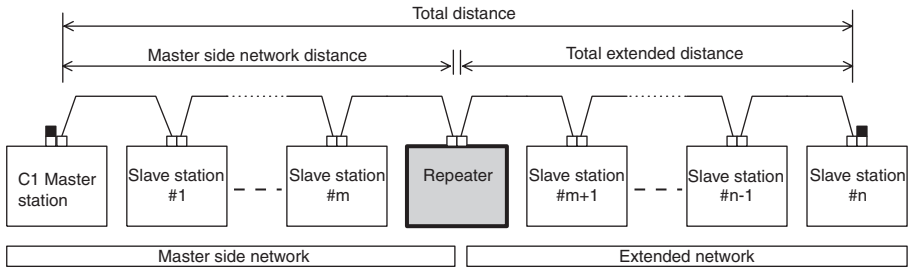 Total distance
Master side network distance
Total extended distance
C1 Master
station
Slave station
#1
Slave station
#m
Repeater
Slave station
#m+1
Slave station
#n-1
Slave station
#n
Master side network
Extended network